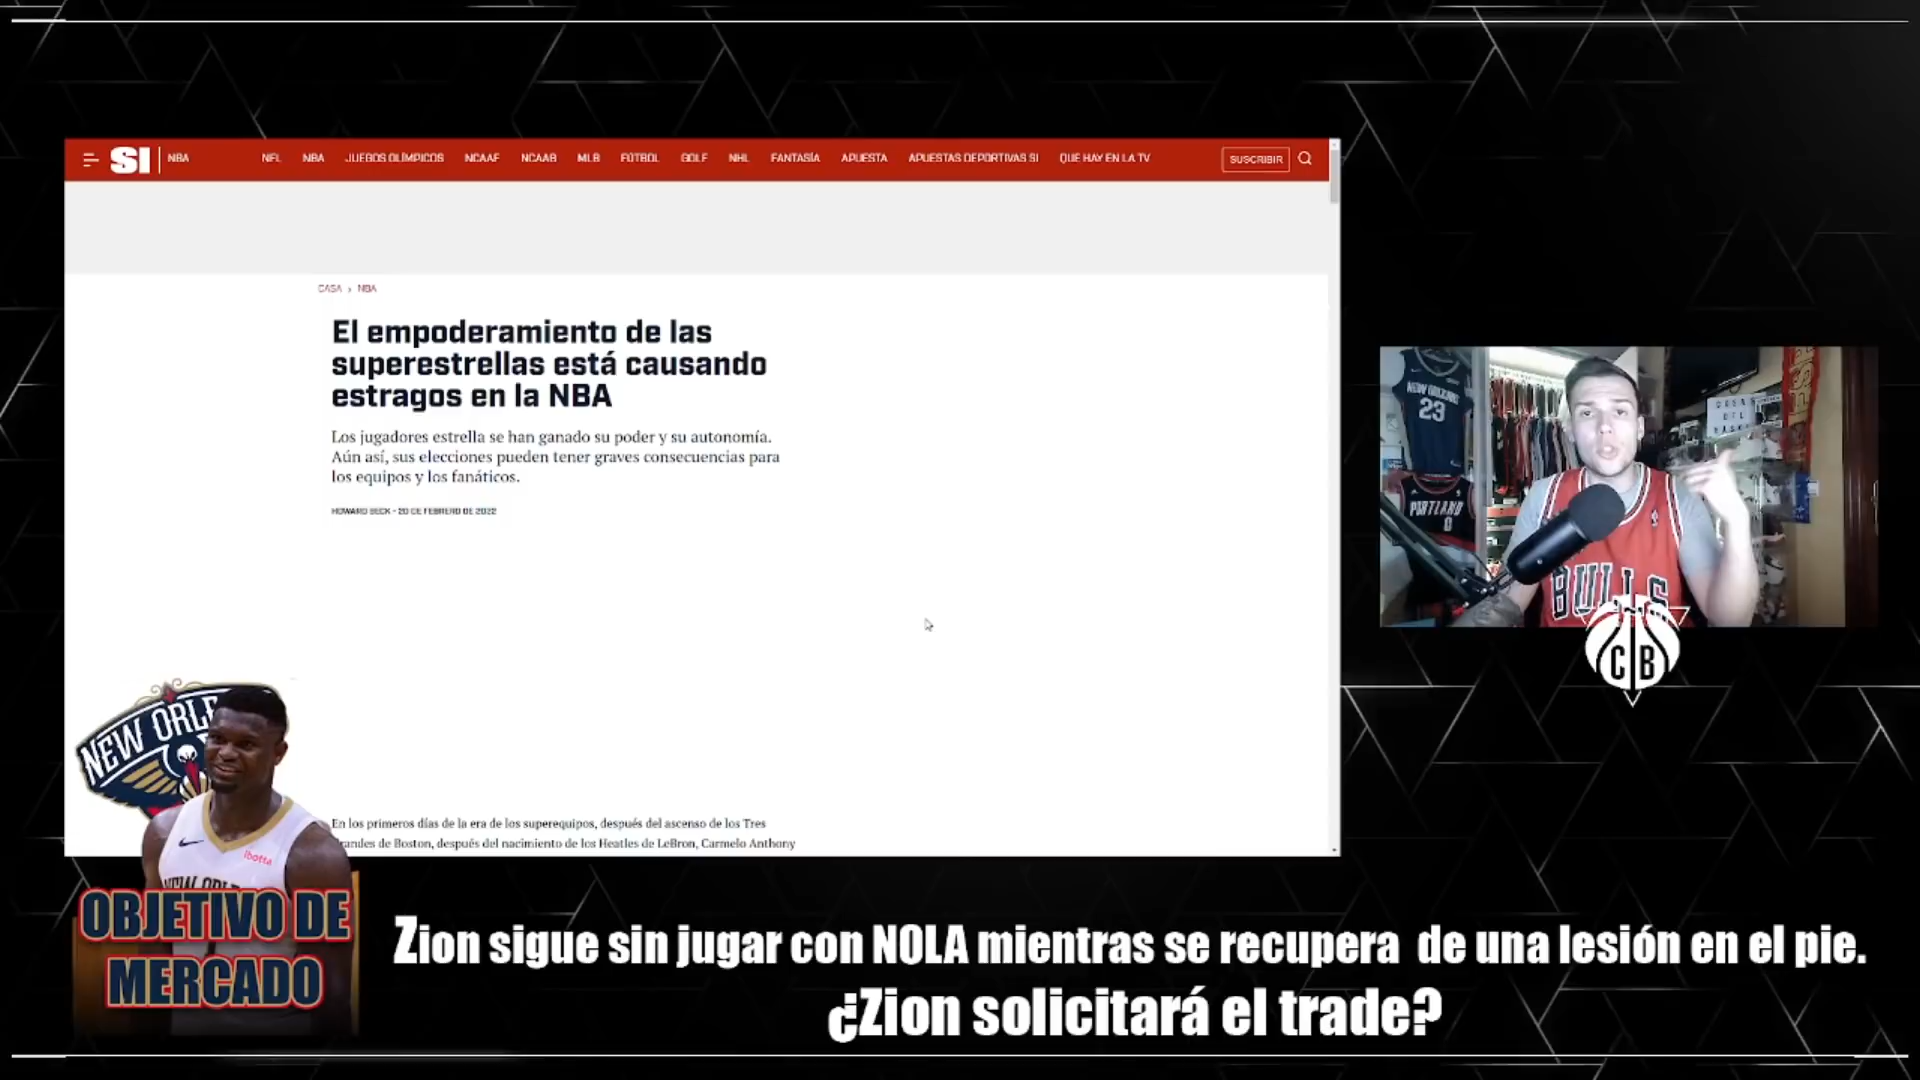 SI NBA NFL NBA JUEGOS OLÍMPICOS NCAAF NCAAB MLB FÚTBOL GOLF NHL FANTASÍA APUESTA APUESTAS DEPORTIVAS SI QUE HAY EN LA TV SUSCRIBIR
CASA › NBA
El empoderamiento de las
superestrellas está causando
estragos en la NBA
Los jugadores estrella se han ganado su poder y su autonomía.
Aún así, sus elecciones pueden tener graves consecuencias para
los equipos y los fanáticos.
HOWARD BECK - 20 DE FEBRERO DE 2022
En los primeros días de la era de los superequipos, después del ascenso de los Tres
de Boston, después del nacimiento de los Heatles de LeBron, Carmelo Anthony
NEW ORLEANS
23
PORTLAND
0
CASA
DEL
BULLS
CB
NEW
ibotta
NEW
OBJETIVO DE
MERCADO
Zion sigue sin jugar con NOLA mientras se recupera de una lesión en el pie.
¿Zion solicitará el trade?